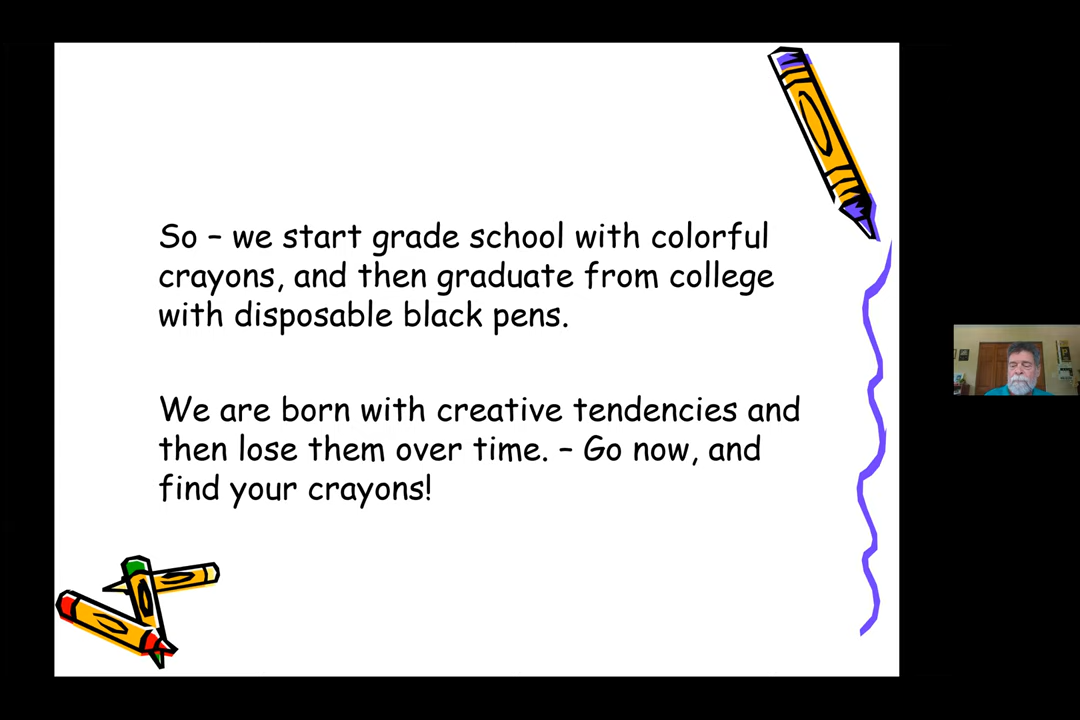 So – we start grade school with colorful
crayons, and then graduate from college
with disposable black pens.
We are born with creative tendencies and
then lose them over time. – Go now, and
find your crayons!